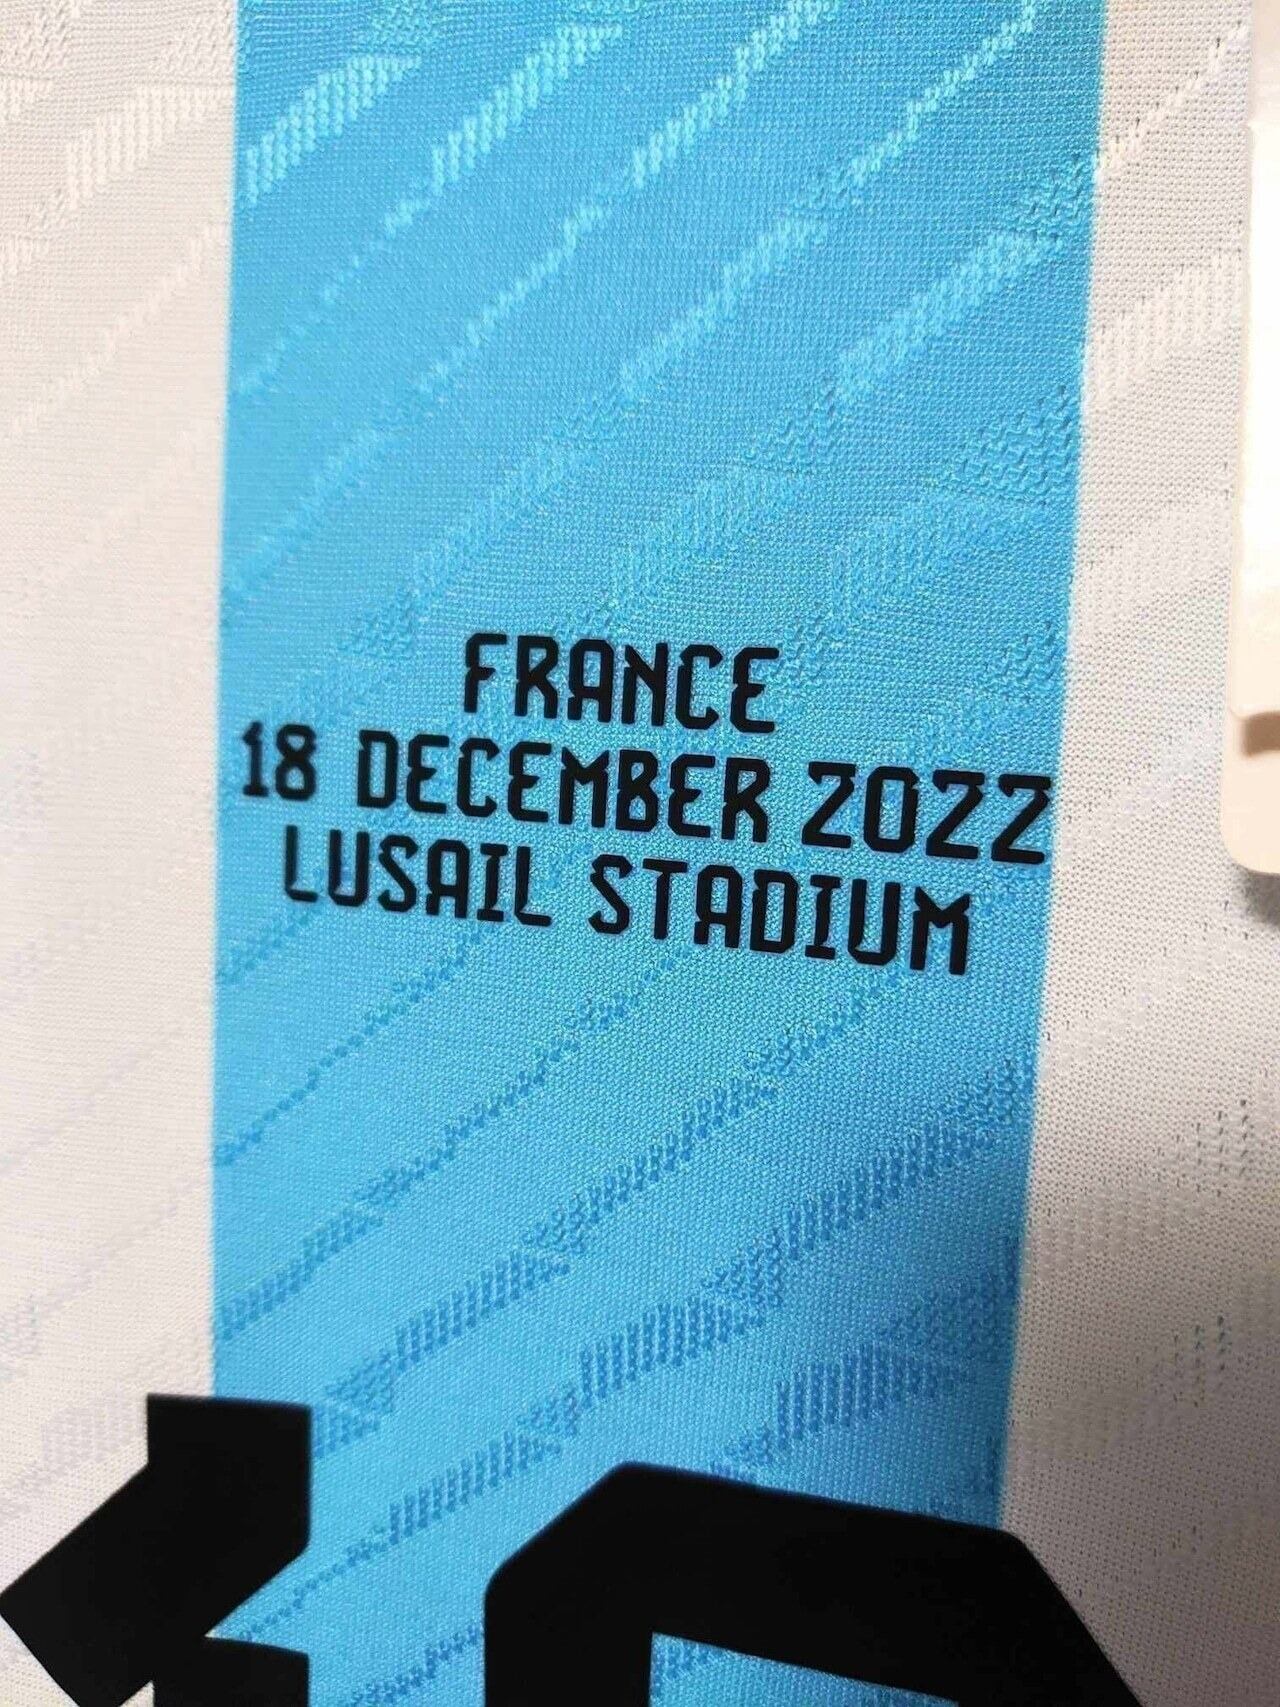 FRANCE
18 DECEMBER 2022
LUSAIL STADIUM